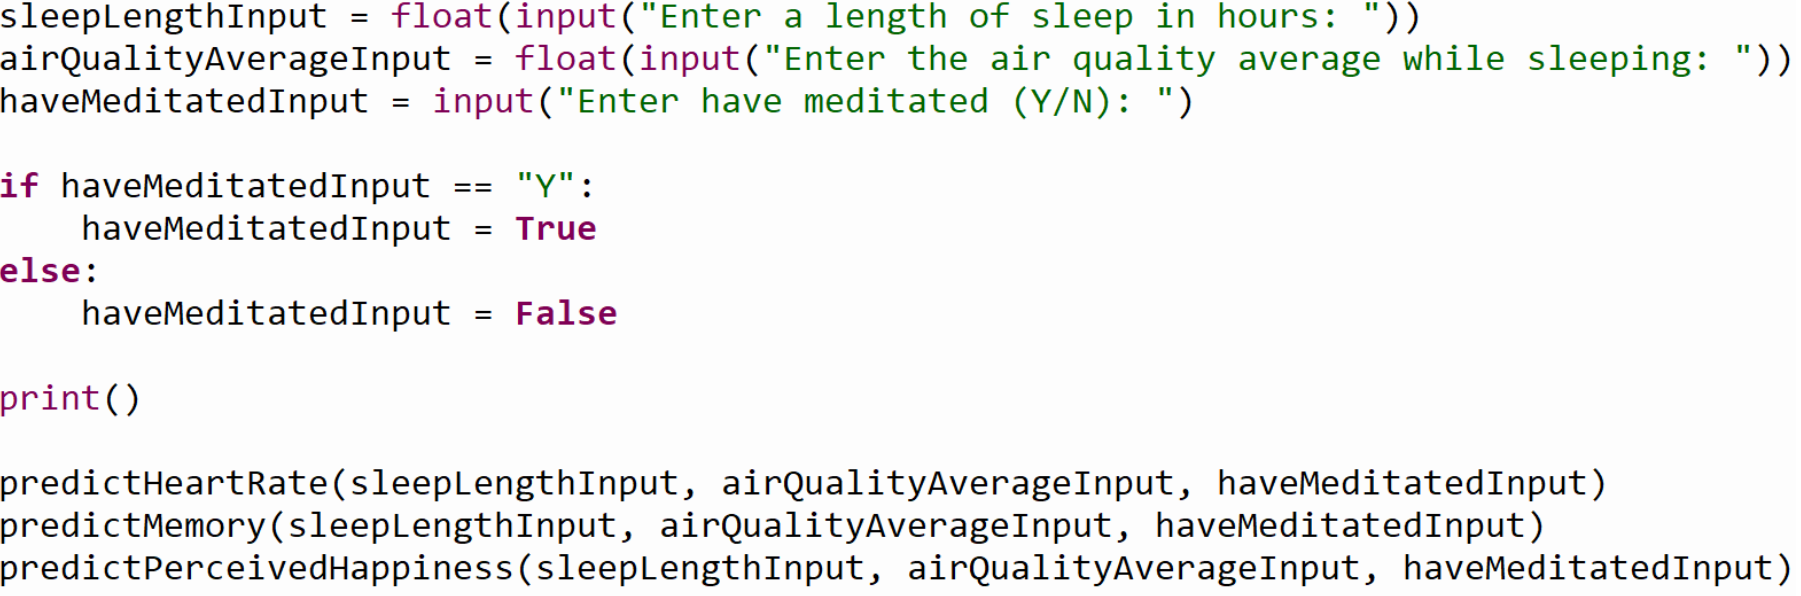 sleepLengthInput = float(input("Enter a length of sleep in hours: "))
airQualityAverageInput = float(input("Enter the air quality average while sleeping: "))
haveMeditatedInput = input("Enter have meditated (Y/N): ")
if haveMeditatedInput == "Y":
    haveMeditatedInput = True
else:
    haveMeditatedInput = False
print()
predictHeartRate(sleepLengthInput, airQualityAverageInput, haveMeditatedInput)
predictMemory(sleepLengthInput, airQualityAverageInput, haveMeditatedInput)
predictPerceivedHappiness(sleepLengthInput, airQualityAverageInput, haveMeditatedInput)